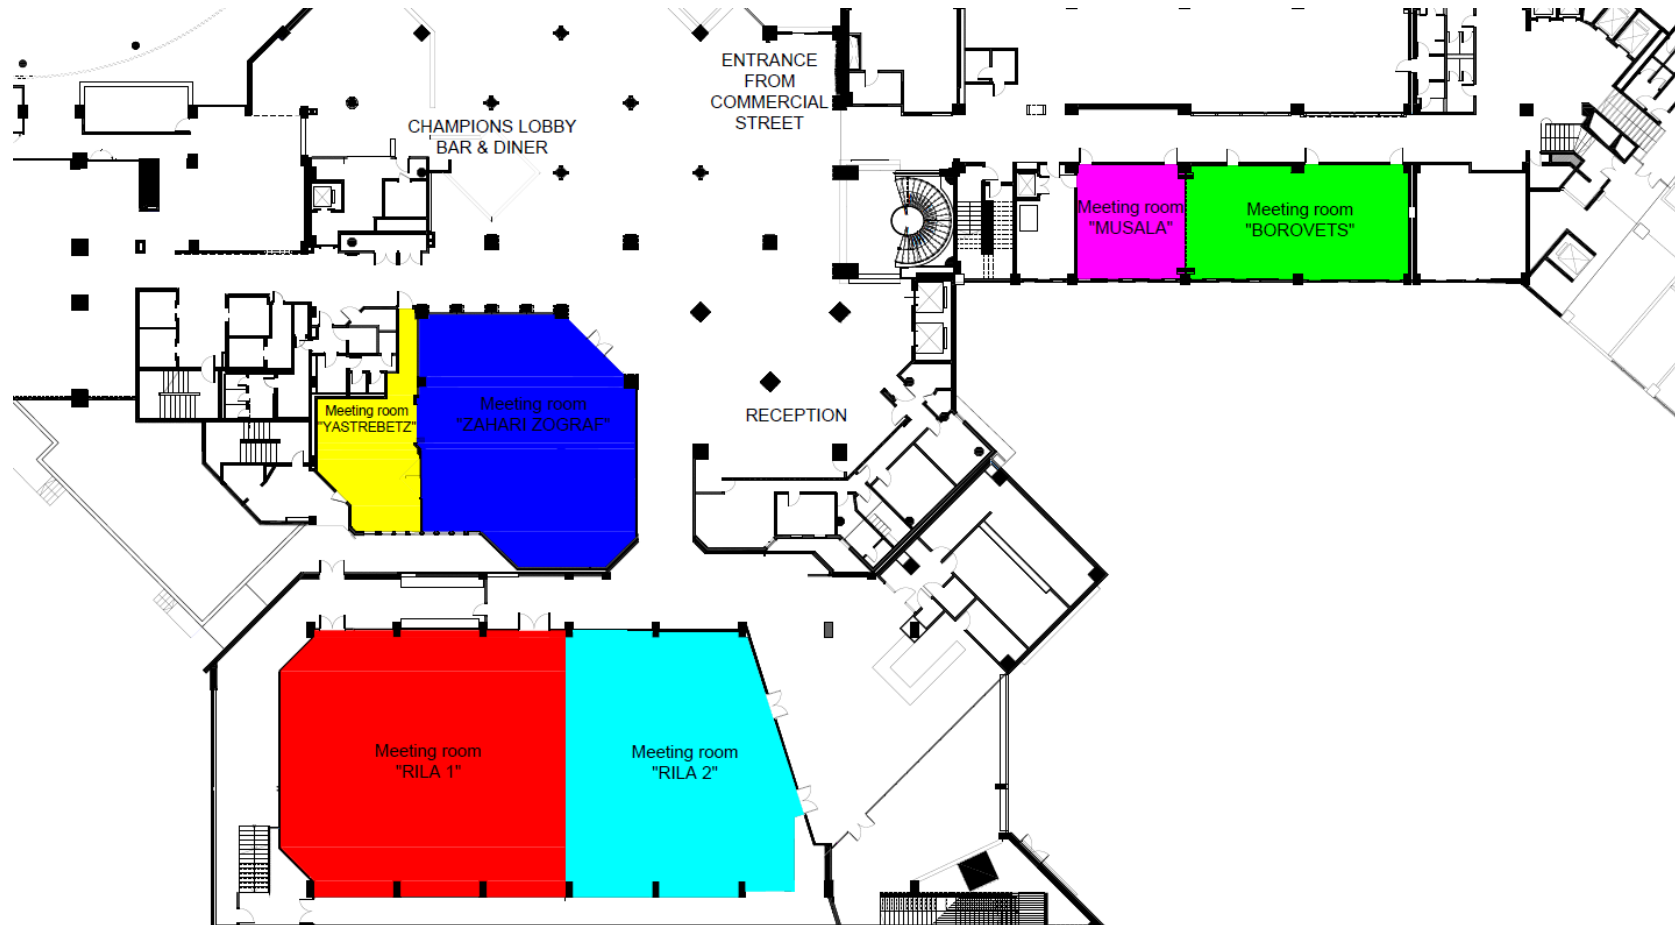 ENTRANCE
FROM
COMMERCIAL
STREET
CHAMPIONS LOBBY
BAR & DINER
Meeting room
"MUSALA"
Meeting room
"BOROVETS"
Meeting room
"YASTREBETZ"
Meeting room
"ZAHARI ZOGRAF"
RECEPTION
Meeting room
"RILA 1"
Meeting room
"RILA 2"